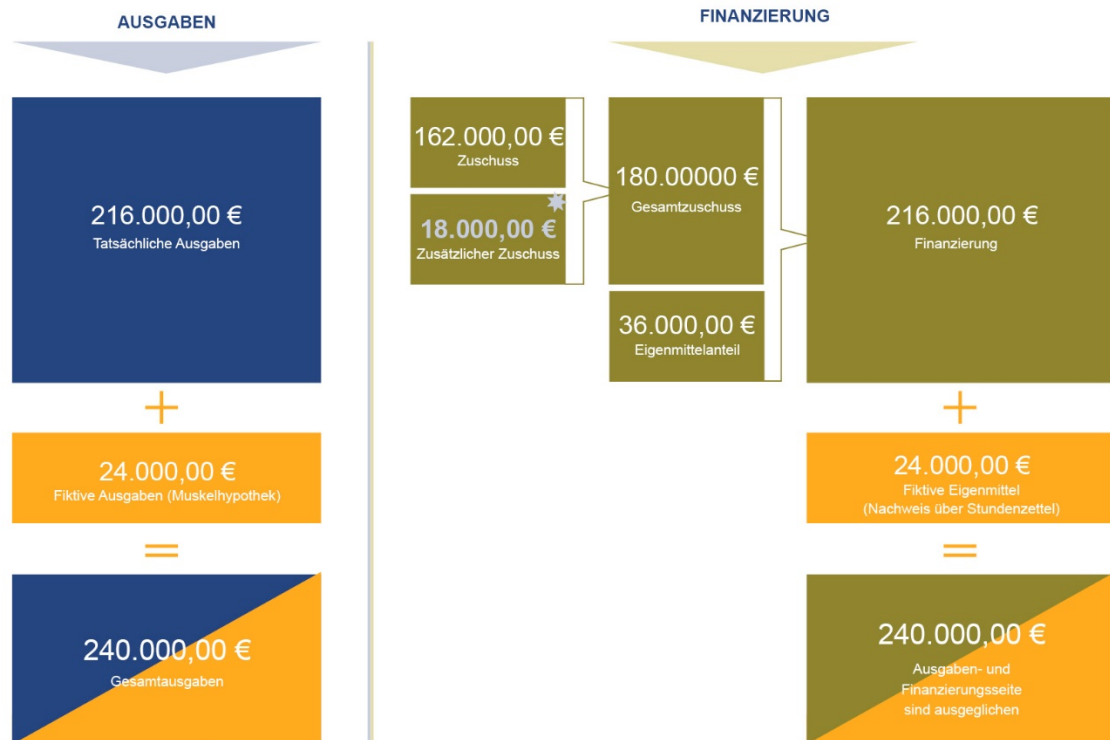 AUSGABEN
216.000,00 €
Tatsächliche Ausgaben
+
24.000,00 €
Fiktive Ausgaben (Muskelhypothek)
=
240.000,00 €
Gesamtausgaben
FINANZIERUNG
162.000,00 €
Zuschuss
18.000,00 €
Zusätzlicher Zuschuss
180.00000 €
Gesamtzuschuss
36.000,00 €
Eigenmittelanteil
216.000,00 €
Finanzierung
+
24.000,00 €
Fiktive Eigenmittel
(Nachweis über Stundenzettel)
=
240.000,00 €
Ausgaben- und
Finanzierungsseite
sind ausgeglichen